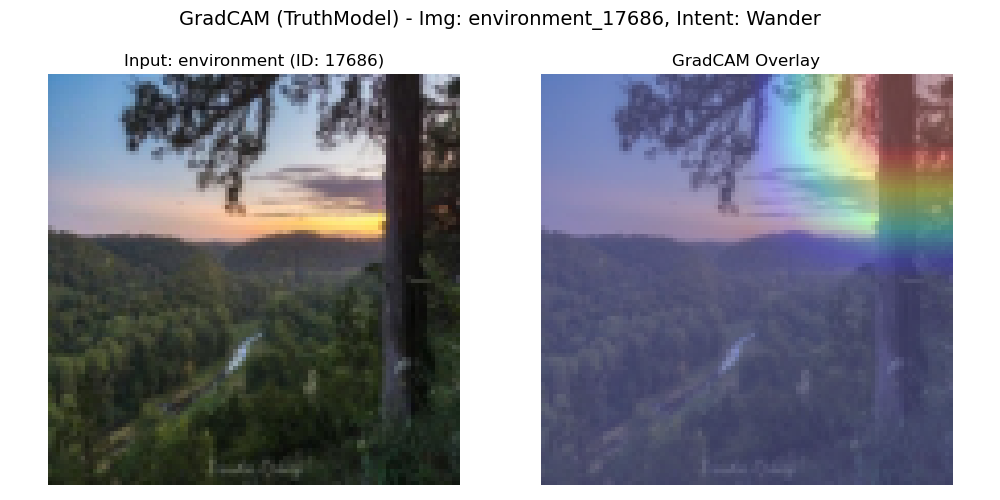 GradCAM (TruthModel) - Img: environment_17686, Intent: Wander
Input: environment (ID: 17686)
GradCAM Overlay